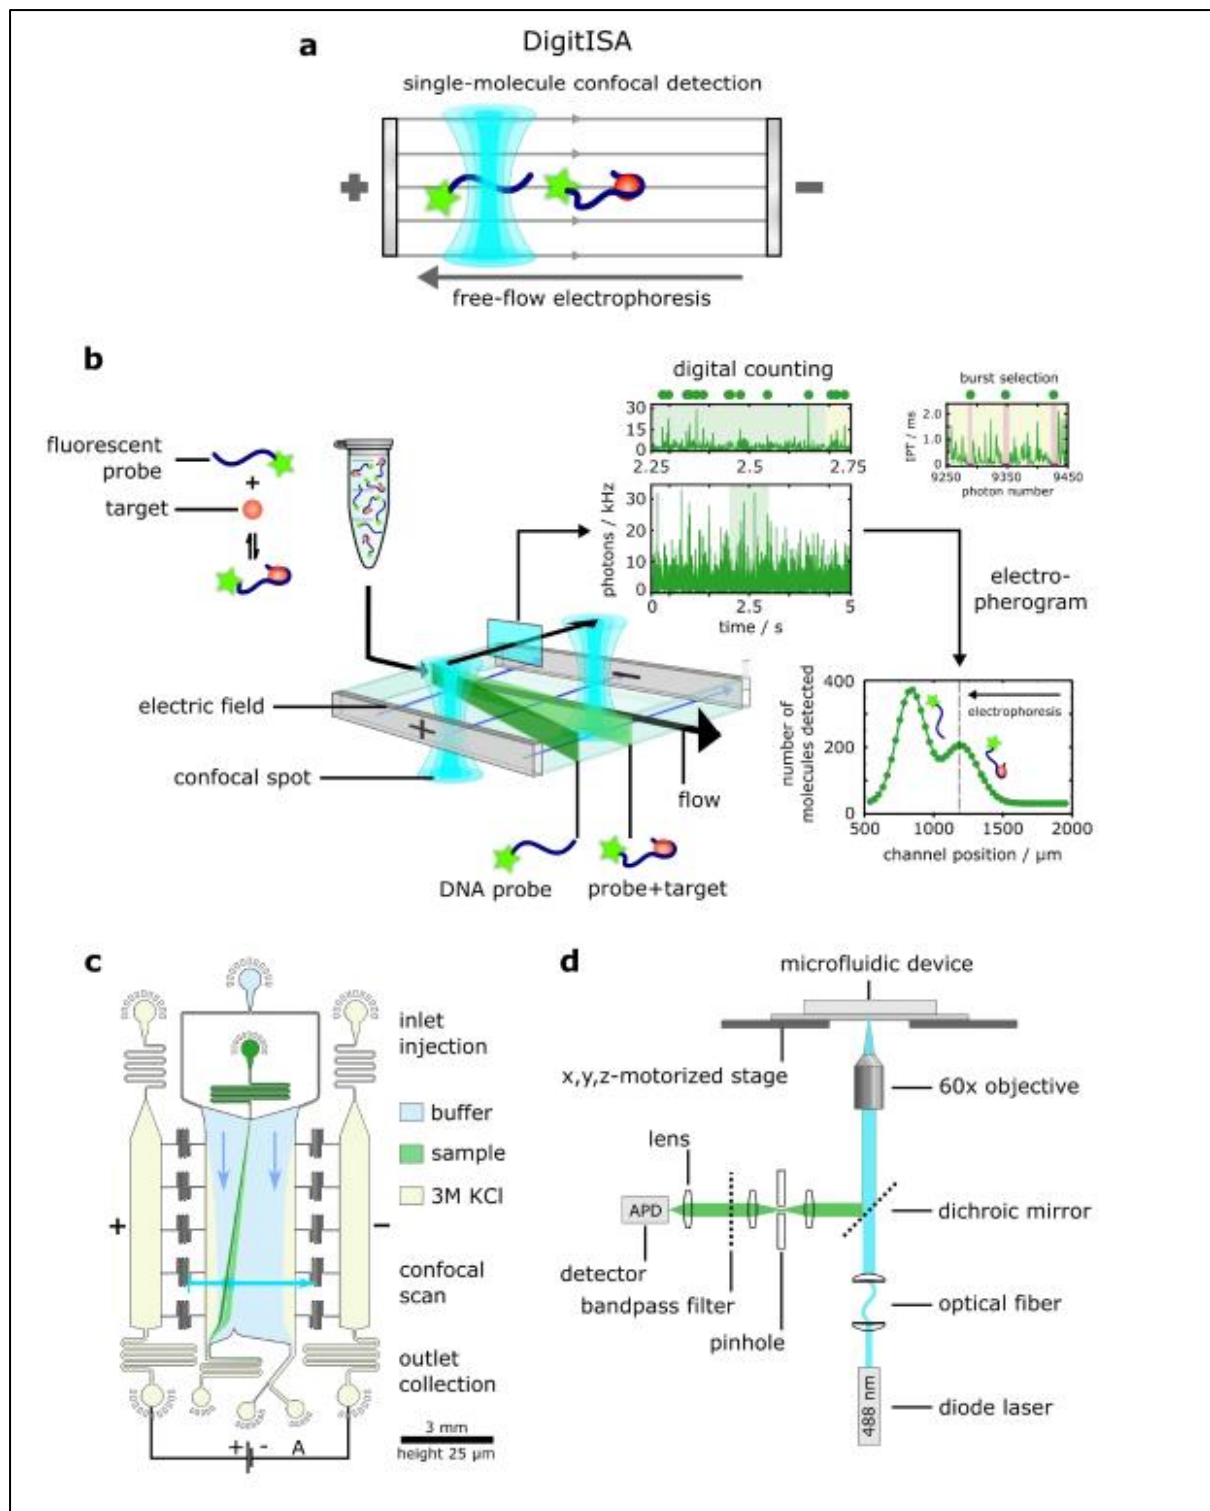 a
DigitISA
single-molecule confocal detection
+
-
free-flow electrophoresis
b
digital counting
burst selection
30
15
0
2.25
2.5
2.75
2.0
1.0
0
IPT / ms
9250
9350
9450
photon number
fluorescent
probe
+
target
photons / kHz
30
20
10
0
0
2.5
5
time / s
electro-
pherogram
electric field
+
-
confocal spot
flow
DNA probe
probe+target
number of
molecules detected
400
200
0
electrophoresis
500
1000
1500
2000
channel position / μm
c
inlet
injection
buffer
sample
3M KCl
+
-
confocal
scan
outlet
collection
+
-
A
3 mm
height 25 μm
d
microfluidic device
x,y,z-motorized stage
60x objective
lens
APD
dichroic mirror
detector
bandpass filter
pinhole
optical fiber
488 nm
diode laser